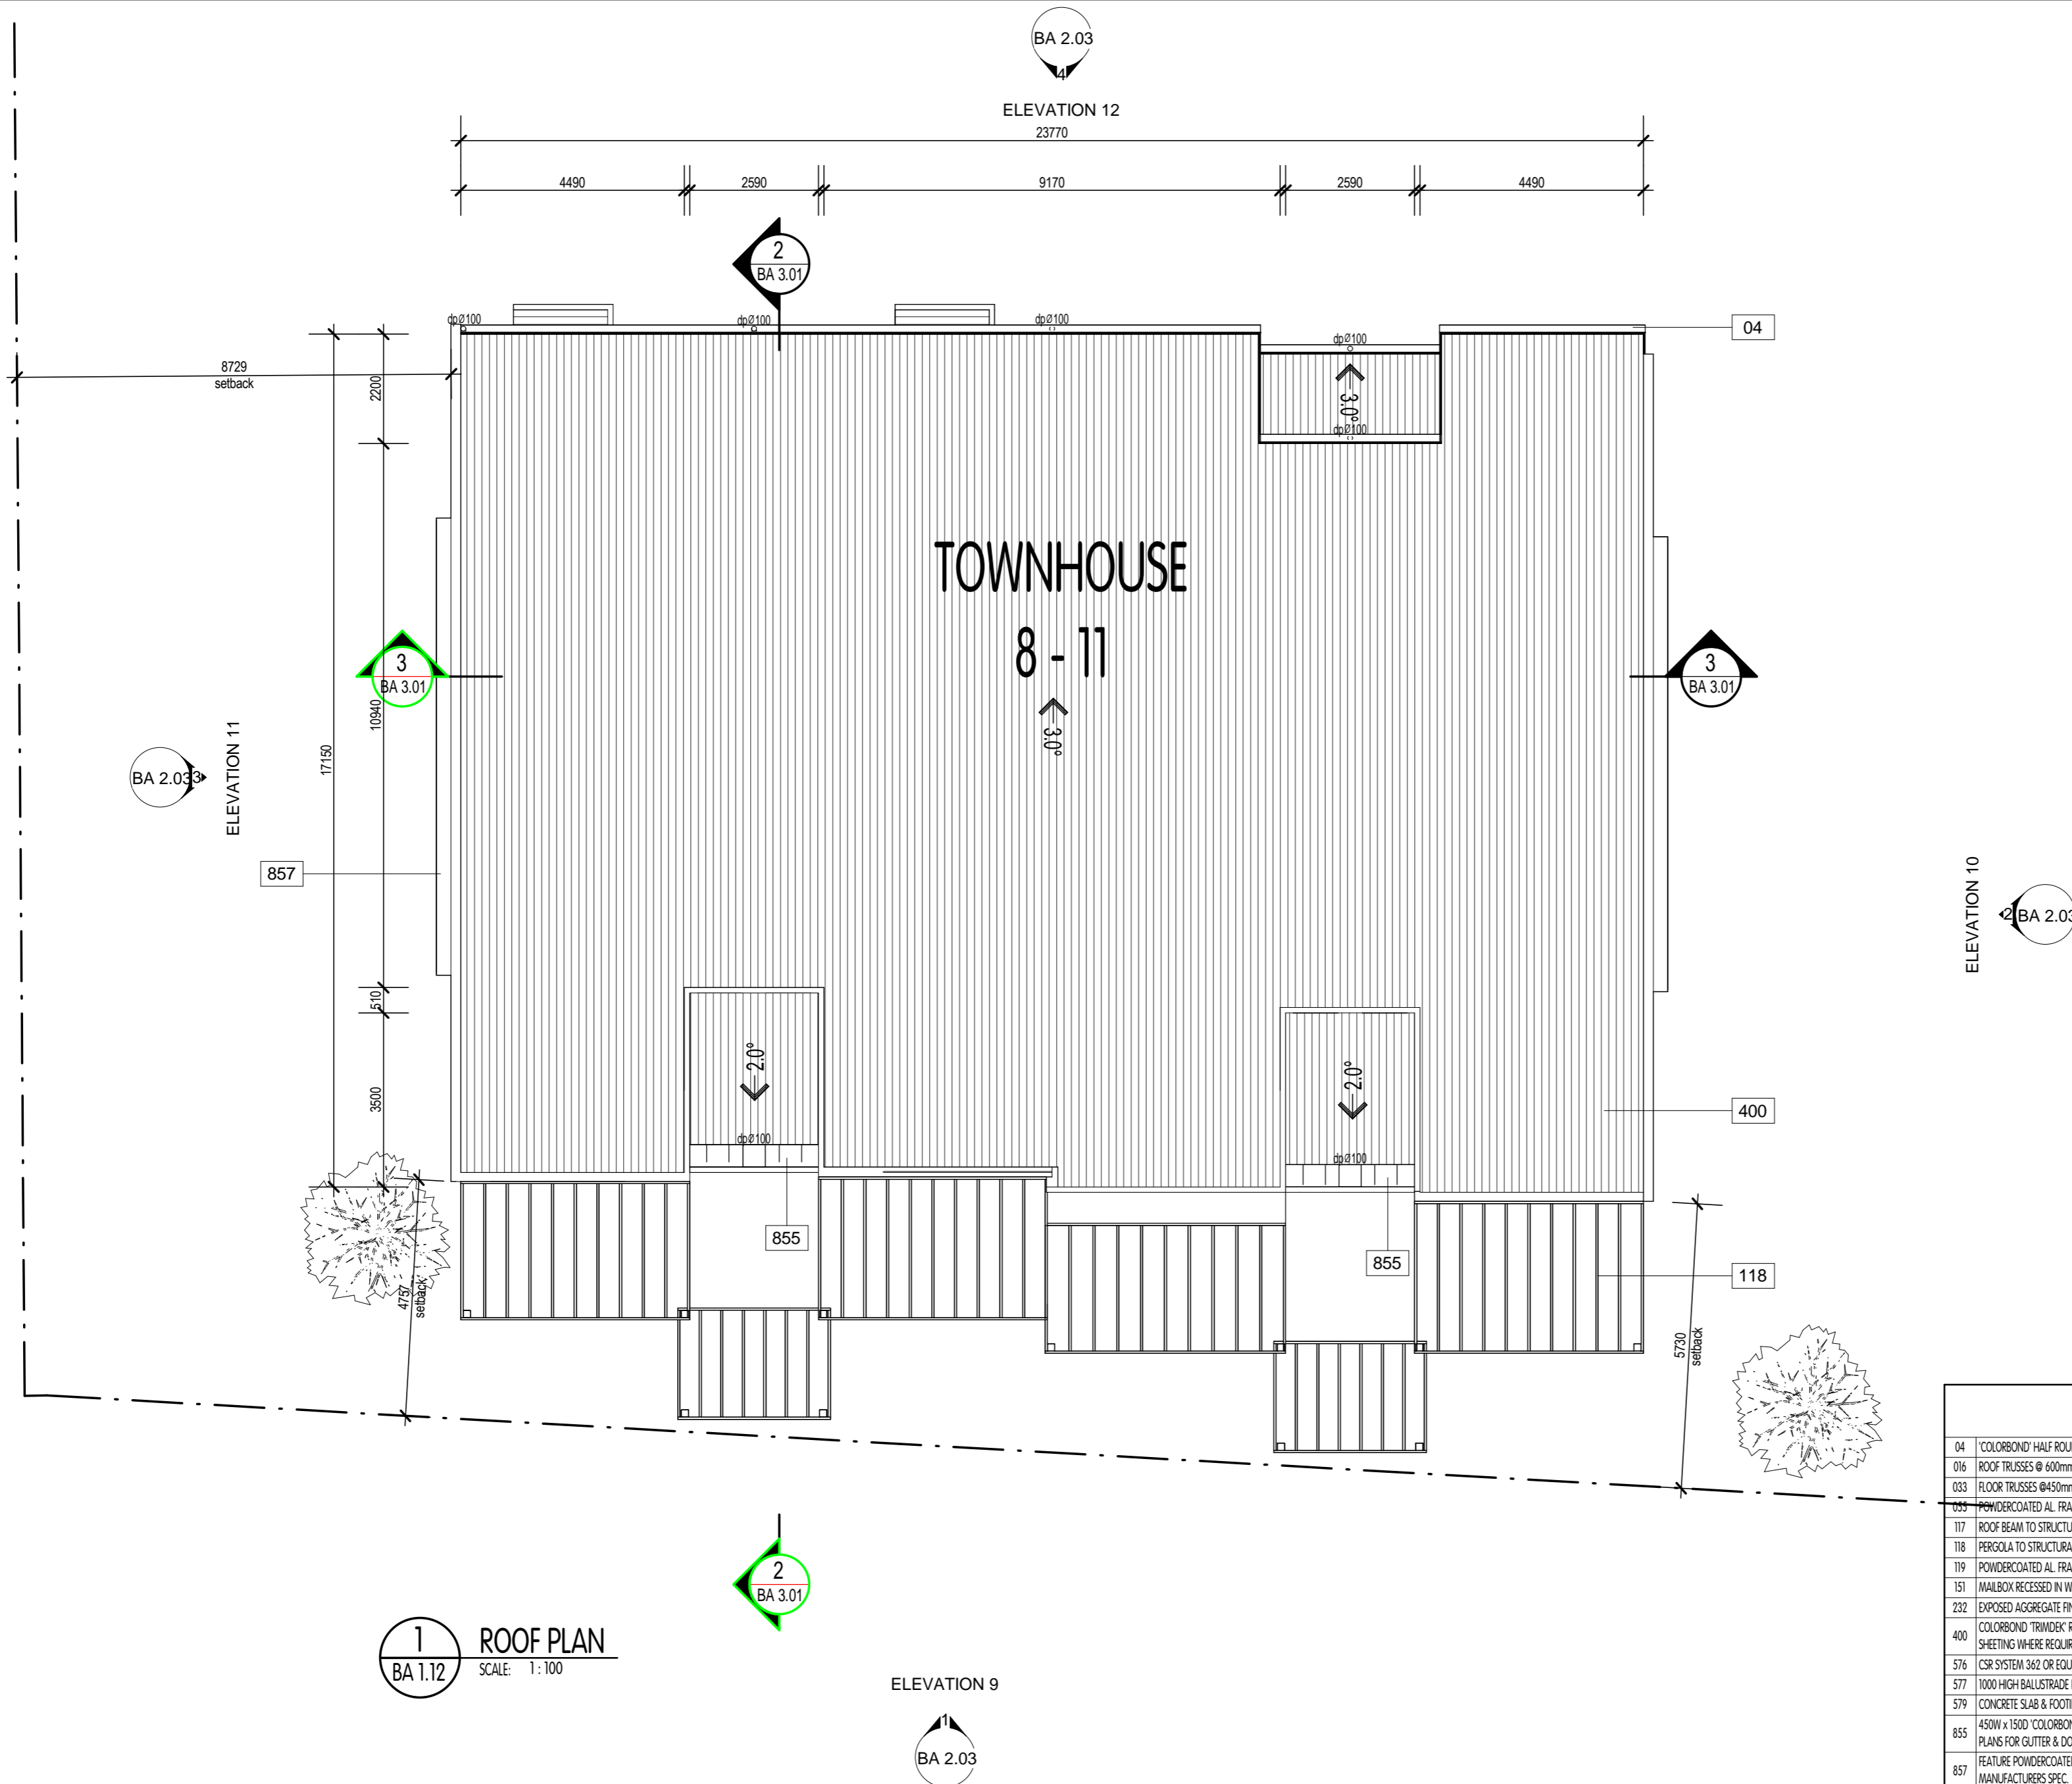 BA 2.03
4
ELEVATION 12
23770
4490
2590
9170
2590
4490
2
BA 3.01
dpØ100
dpØ100
dpØ100
dpØ100
04
8729
setback
2200
3.0°
dpØ100
TOWNHOUSE
8 - 11
3.0°
3
BA 3.01
3
BA 3.01
10940
17150
BA 2.03
3
ELEVATION 11
857
ELEVATION 10
2
BA 2.03
510
3500
2.0°
2.0°
dpØ100
dpØ100
400
855
855
118
4757
setback
5730
setback
2
BA 3.01
1
BA 1.12
ROOF PLAN
SCALE: 1 : 100
ELEVATION 9
1
BA 2.03
04 'COLORBOND' HALF ROU
016 ROOF TRUSSES @ 600mm
033 FLOOR TRUSSES @450mm
055 POWDERCOATED AL. FRA
117 ROOF BEAM TO STRUCTU
118 PERGOLA TO STRUCTURA
119 POWDERCOATED AL. FRA
151 MAILBOX RECESSED IN W
232 EXPOSED AGGREGATE FIN
400 COLORBOND 'TRIMDEK' R
SHEETING WHERE REQUIR
576 CSR SYSTEM 362 OR EQU
577 1000 HIGH BALUSTRADE
579 CONCRETE SLAB & FOOTI
855 450W x 150D 'COLORBON
PLANS FOR GUTTER & DO
857 FEATURE POWDERCOATE
MANUFACTURERS SPEC.